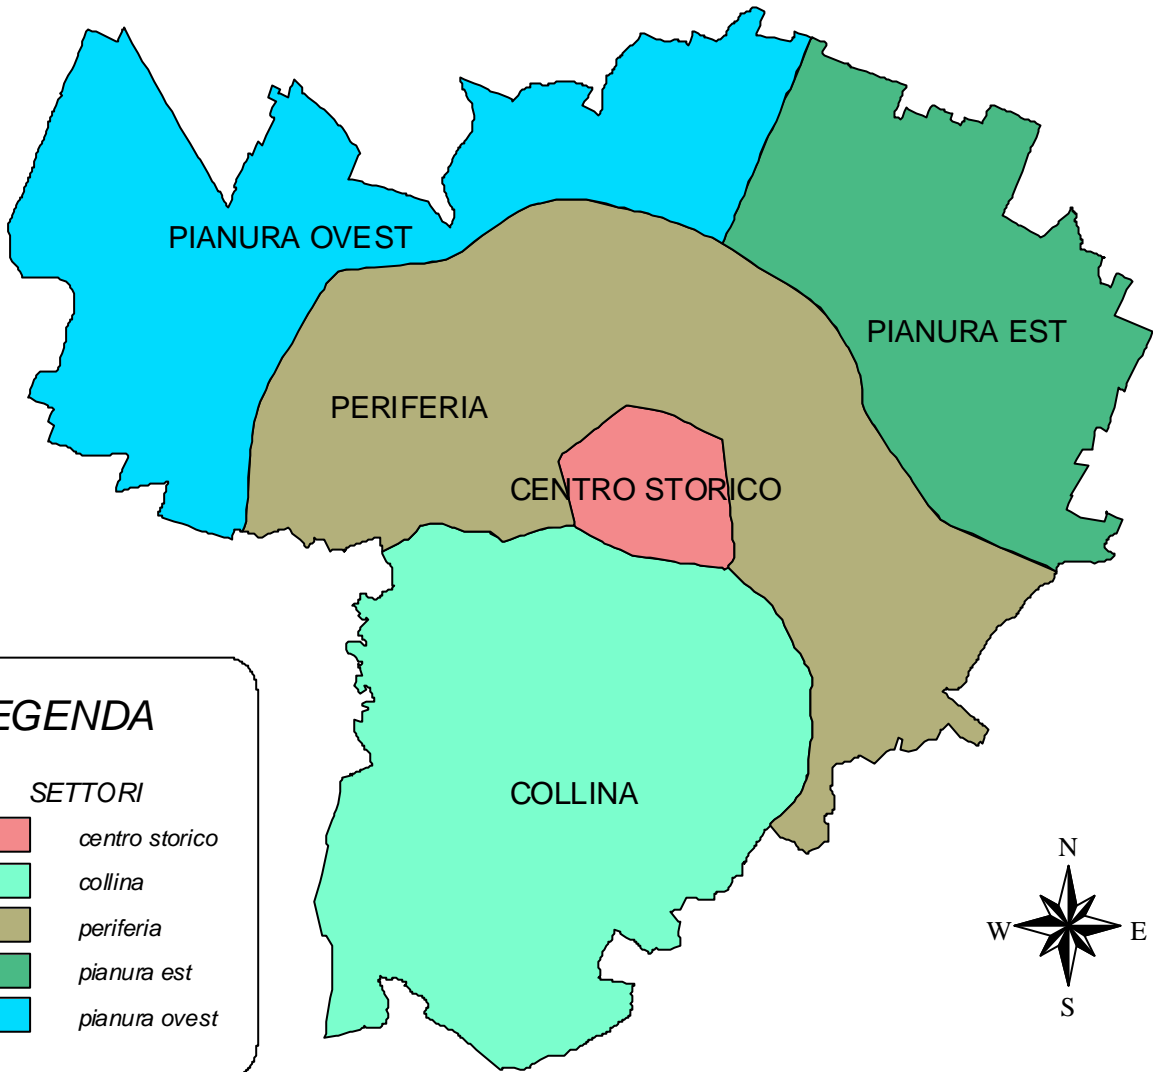 PIANURA OVEST
PIANURA EST
PERIFERIA
CENTRO STORICO
COLLINA
EGENDA
SETTORI
centro storico
collina
periferia
pianura est
pianura ovest
N
W E
S